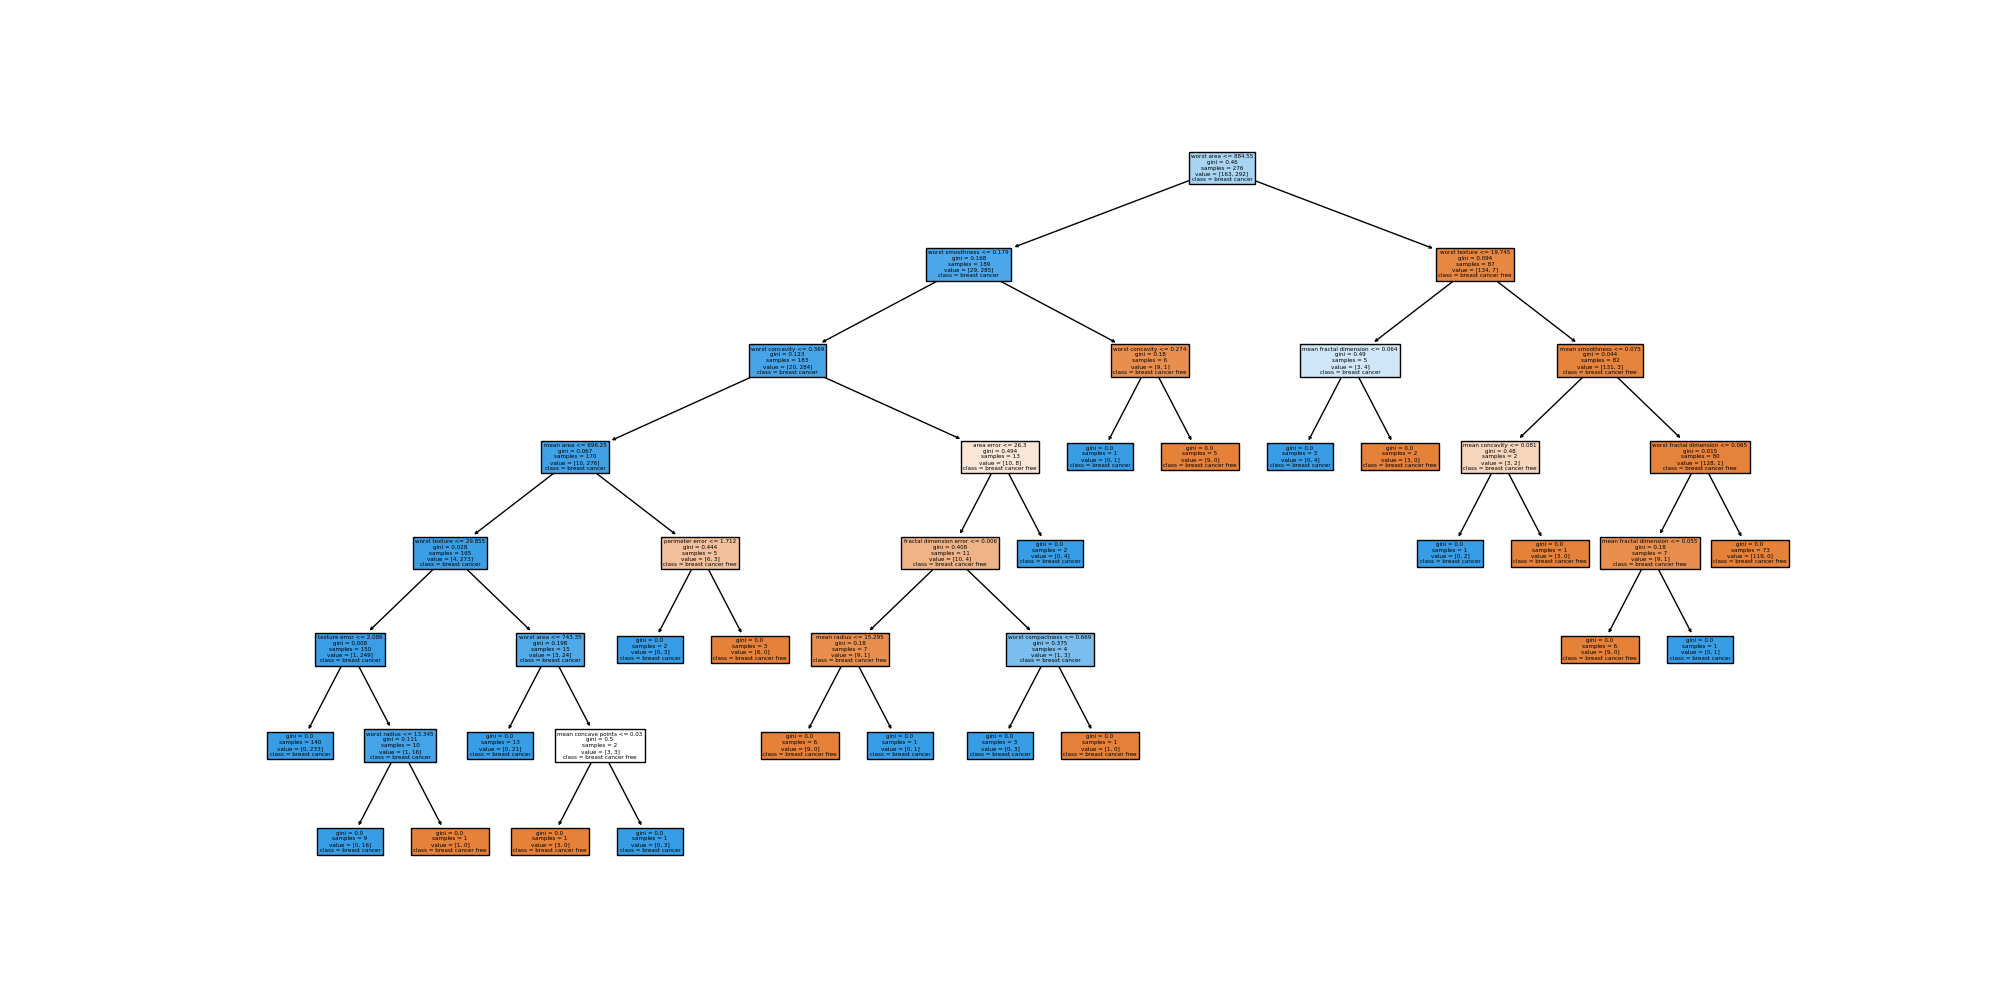 worst area <= 884.55
gini = 0.46
samples = 276
value = [163, 292]
class = breast cancer
worst smoothness <= 0.179
gini = 0.168
samples = 189
value = [29, 285]
class = breast cancer
worst texture <= 19.745
gini = 0.094
samples = 87
value = [134, 7]
class = breast cancer free
worst concavity <= 0.369
gini = 0.123
samples = 183
value = [20, 284]
class = breast cancer
worst concavity <= 0.274
gini = 0.18
samples = 6
value = [9, 1]
class = breast cancer free
mean fractal dimension <= 0.064
gini = 0.49
samples = 5
value = [3, 4]
class = breast cancer
mean smoothness <= 0.075
gini = 0.044
samples = 82
value = [131, 3]
class = breast cancer free
mean area <= 696.25
gini = 0.067
samples = 170
value = [10, 276]
class = breast cancer
area error <= 26.3
gini = 0.494
samples = 13
value = [10, 8]
class = breast cancer free
gini = 0.0
samples = 1
value = [0, 1]
class = breast cancer
gini = 0.0
samples = 5
value = [9, 0]
class = breast cancer free
gini = 0.0
samples = 3
value = [0, 4]
class = breast cancer
gini = 0.0
samples = 2
value = [3, 0]
class = breast cancer free
mean concavity <= 0.081
gini = 0.48
samples = 2
value = [3, 2]
class = breast cancer free
worst fractal dimension <= 0.065
gini = 0.015
samples = 80
value = [128, 1]
class = breast cancer free
worst texture <= 29.855
gini = 0.028
samples = 165
value = [4, 273]
class = breast cancer
perimeter error <= 1.712
gini = 0.444
samples = 5
value = [6, 3]
class = breast cancer free
fractal dimension error <= 0.006
gini = 0.408
samples = 11
value = [10, 4]
class = breast cancer free
gini = 0.0
samples = 2
value = [0, 4]
class = breast cancer
gini = 0.0
samples = 1
value = [0, 2]
class = breast cancer
gini = 0.0
samples = 1
value = [3, 0]
class = breast cancer free
mean fractal dimension <= 0.055
gini = 0.18
samples = 7
value = [9, 1]
class = breast cancer free
gini = 0.0
samples = 73
value = [119, 0]
class = breast cancer free
texture error <= 2.086
gini = 0.008
samples = 150
value = [1, 249]
class = breast cancer
worst area <= 743.35
gini = 0.198
samples = 15
value = [3, 24]
class = breast cancer
gini = 0.0
samples = 2
value = [0, 3]
class = breast cancer
gini = 0.0
samples = 3
value = [6, 0]
class = breast cancer free
mean radius <= 15.295
gini = 0.18
samples = 7
value = [9, 1]
class = breast cancer free
worst compactness <= 0.669
gini = 0.375
samples = 4
value = [1, 3]
class = breast cancer
gini = 0.0
samples = 6
value = [9, 0]
class = breast cancer free
gini = 0.0
samples = 1
value = [0, 1]
class = breast cancer
gini = 0.0
samples = 140
value = [0, 233]
class = breast cancer
worst radius <= 13.345
gini = 0.111
samples = 10
value = [1, 16]
class = breast cancer
gini = 0.0
samples = 13
value = [0, 21]
class = breast cancer
mean concave points <= 0.03
gini = 0.5
samples = 2
value = [3, 3]
class = breast cancer free
gini = 0.0
samples = 6
value = [9, 0]
class = breast cancer free
gini = 0.0
samples = 1
value = [0, 1]
class = breast cancer
gini = 0.0
samples = 3
value = [0, 3]
class = breast cancer
gini = 0.0
samples = 1
value = [1, 0]
class = breast cancer free
gini = 0.0
samples = 9
value = [0, 16]
class = breast cancer
gini = 0.0
samples = 1
value = [1, 0]
class = breast cancer free
gini = 0.0
samples = 1
value = [3, 0]
class = breast cancer free
gini = 0.0
samples = 1
value = [0, 3]
class = breast cancer